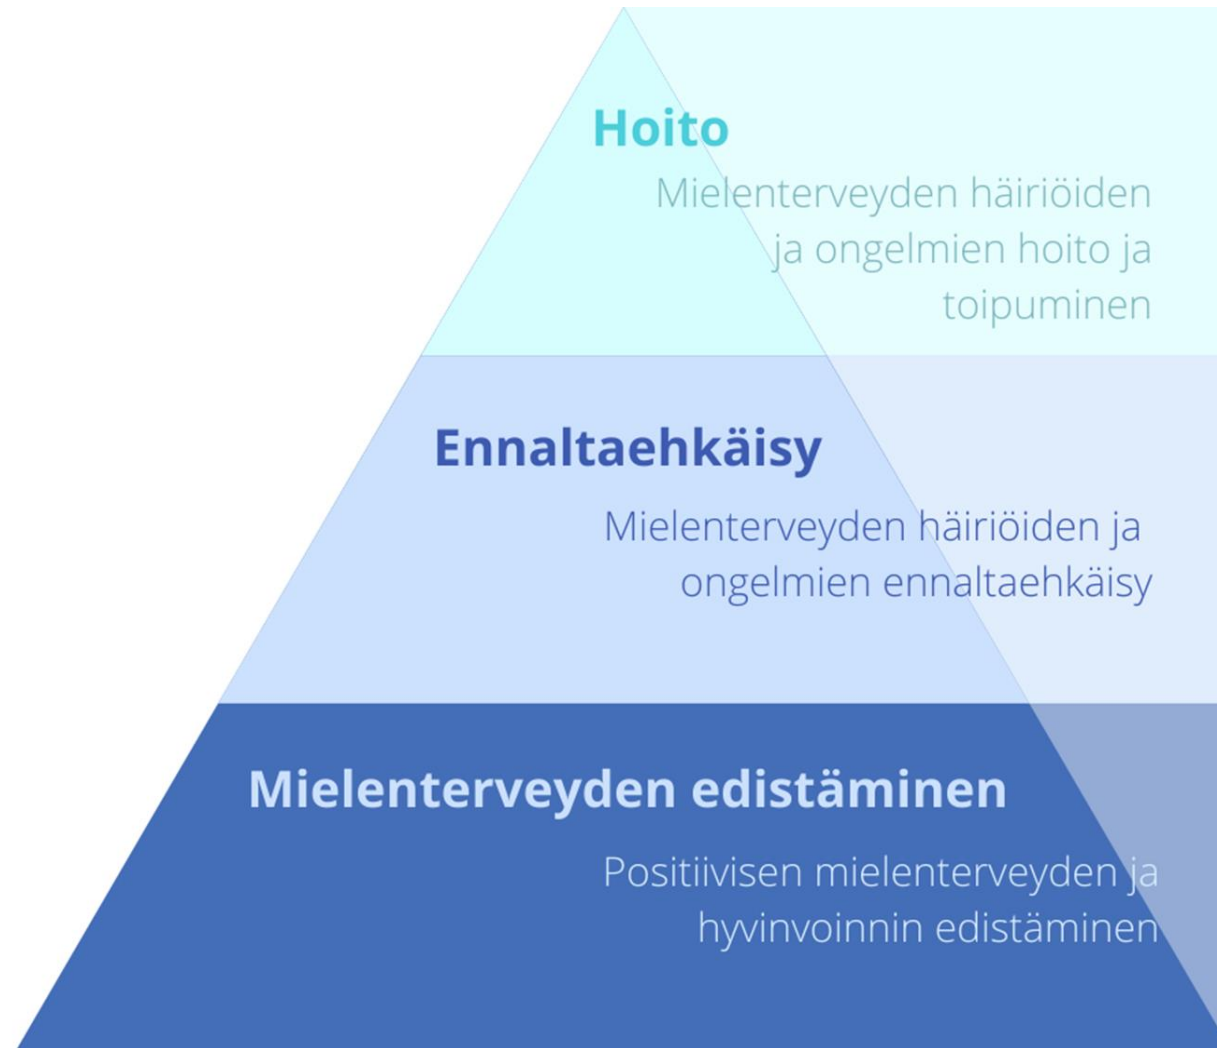 Hoito
Mielenterveyden häiriöiden
ja ongelmien hoito ja
toipuminen
Ennaltaehkäisy
Mielenterveyden häiriöiden ja
ongelmien ennaltaehkäisy
Mielenterveyden edistäminen
Positiivisen mielenterveyden ja
hyvinvoinnin edistäminen